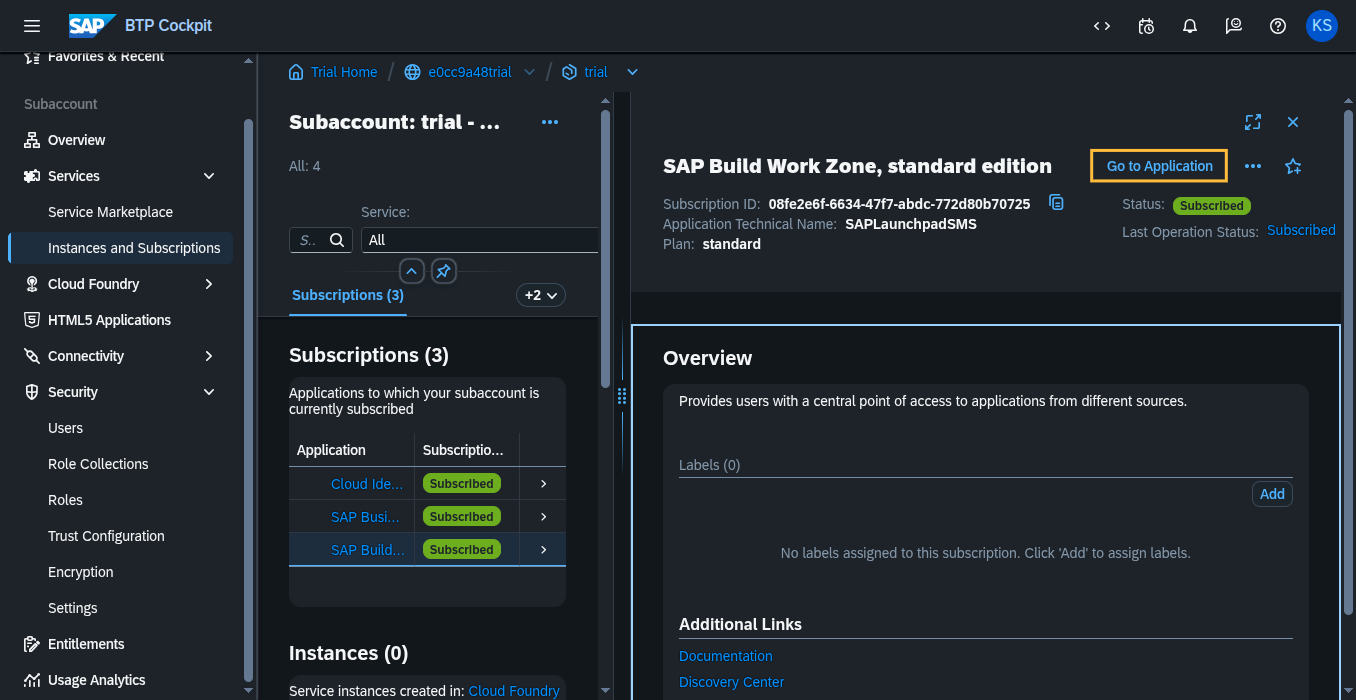 SAP BTP Cockpit
KS
Favorites & Recent
Subaccount
Overview
Services
Service Marketplace
Instances and Subscriptions
Cloud Foundry
HTML5 Applications
Connectivity
Security
Users
Role Collections
Roles
Trust Configuration
Encryption
Settings
Entitlements
Usage Analytics
Trial Home / e0cc9a48trial / trial
Subaccount: trial - ...
All: 4
Service:
S..
All
Subscriptions (3)
+2
Subscriptions (3)
Applications to which your subaccount is
currently subscribed
Application Subscriptio...
Cloud Ide... Subscribed
SAP Busi... Subscribed
SAP Build... Subscribed
Instances (0)
Service instances created in: Cloud Foundry
SAP Build Work Zone, standard edition
Go to Application
Subscription ID: 08fe2e6f-6634-47f7-abdc-772d80b70725
Application Technical Name: SAPLaunchpadSMS
Plan: standard
Status: Subscribed
Last Operation Status: Subscribed
Overview
Provides users with a central point of access to applications from different sources.
Labels (0)
Add
No labels assigned to this subscription. Click 'Add' to assign labels.
Additional Links
Documentation
Discovery Center